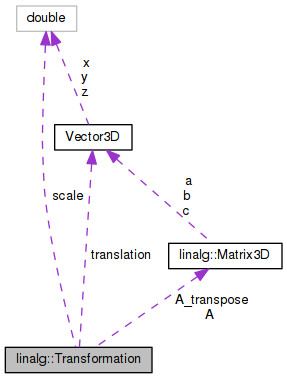 double
x
y
z
Vector3D
a
b
c
scale
translation
linalg::Matrix3D
A_transpose
A
linalg::Transformation